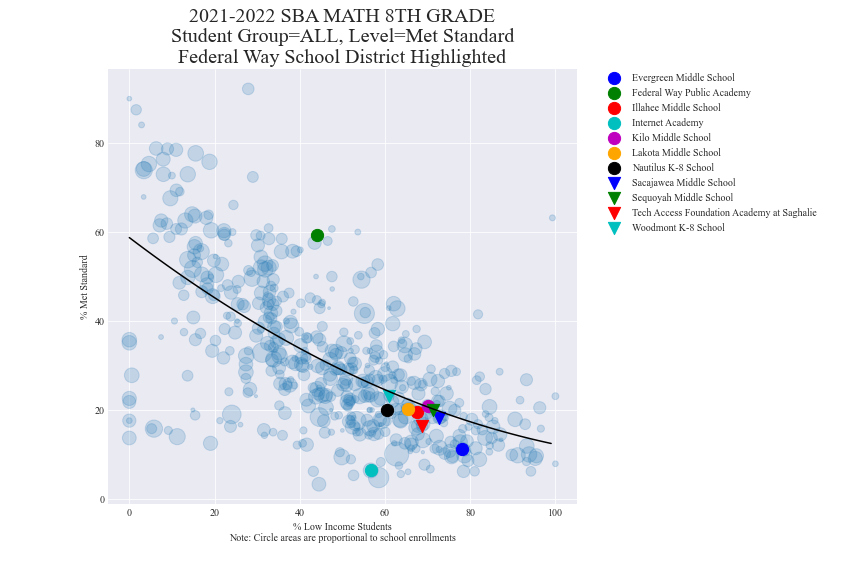 2021-2022 SBA MATH 8TH GRADE
Student Group=ALL, Level=Met Standard
Federal Way School District Highlighted
Evergreen Middle School
Federal Way Public Academy
Illahee Middle School
Internet Academy
Kilo Middle School
Lakota Middle School
Nautilus K-8 School
Sacajawea Middle School
Sequoyah Middle School
Tech Access Foundation Academy at Saghalie
Woodmont K-8 School
% Met Standard
80
60
40
20
0
0 20 40 60 80 100
% Low Income Students
Note: Circle areas are proportional to school enrollments